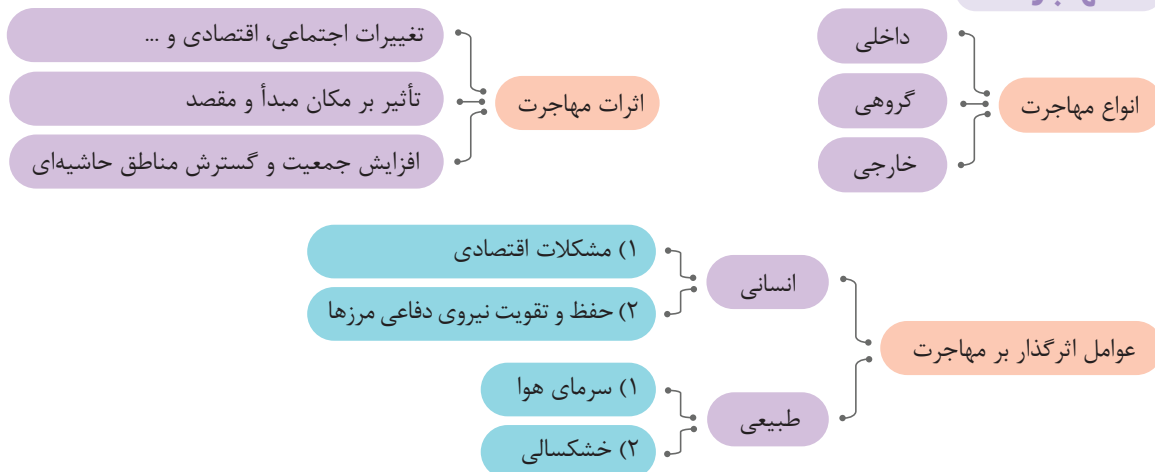 انواع مهاجرت
داخلی
گروهی
خارجی
اثرات مهاجرت
تغییرات اجتماعی، اقتصادی و ...
تأثیر بر مکان مبدأ و مقصد
افزایش جمعیت و گسترش مناطق حاشیه‌ای
عوامل اثرگذار بر مهاجرت
انسانی
۱) مشکلات اقتصادی
۲) حفظ و تقویت نیروی دفاعی مرزها
طبیعی
۱) سرمای هوا
۲) خشکسالی